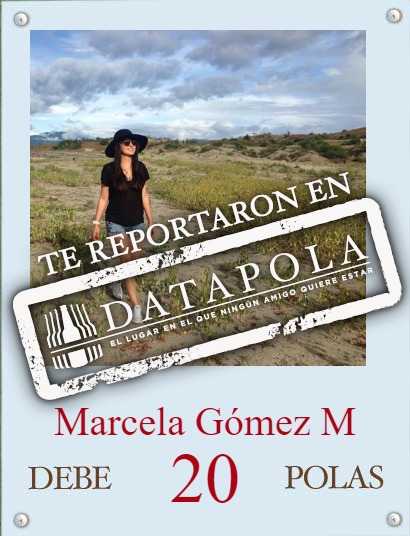 TE REPORTARON EN
DATAPOLA
EL LUGAR EN EL QUE NINGÚN AMIGO QUIERE ESTAR
Marcela Gómez M
DEBE 20 POLAS